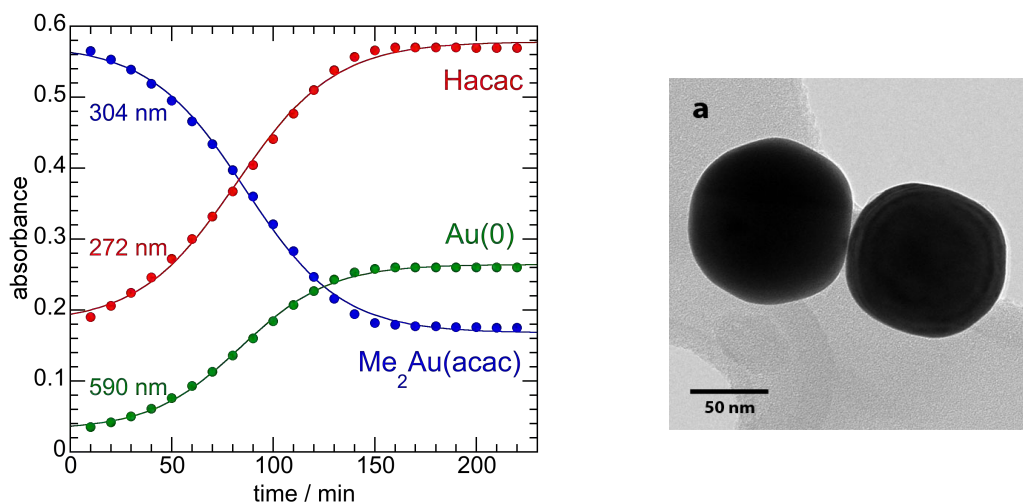 0.6
0.5
0.4
0.3
0.2
0.1
0
absorbance
304 nm
272 nm
590 nm
Hacac
Au(0)
Me2Au(acac)
0 50 100 150 200
time / min
a
50 nm